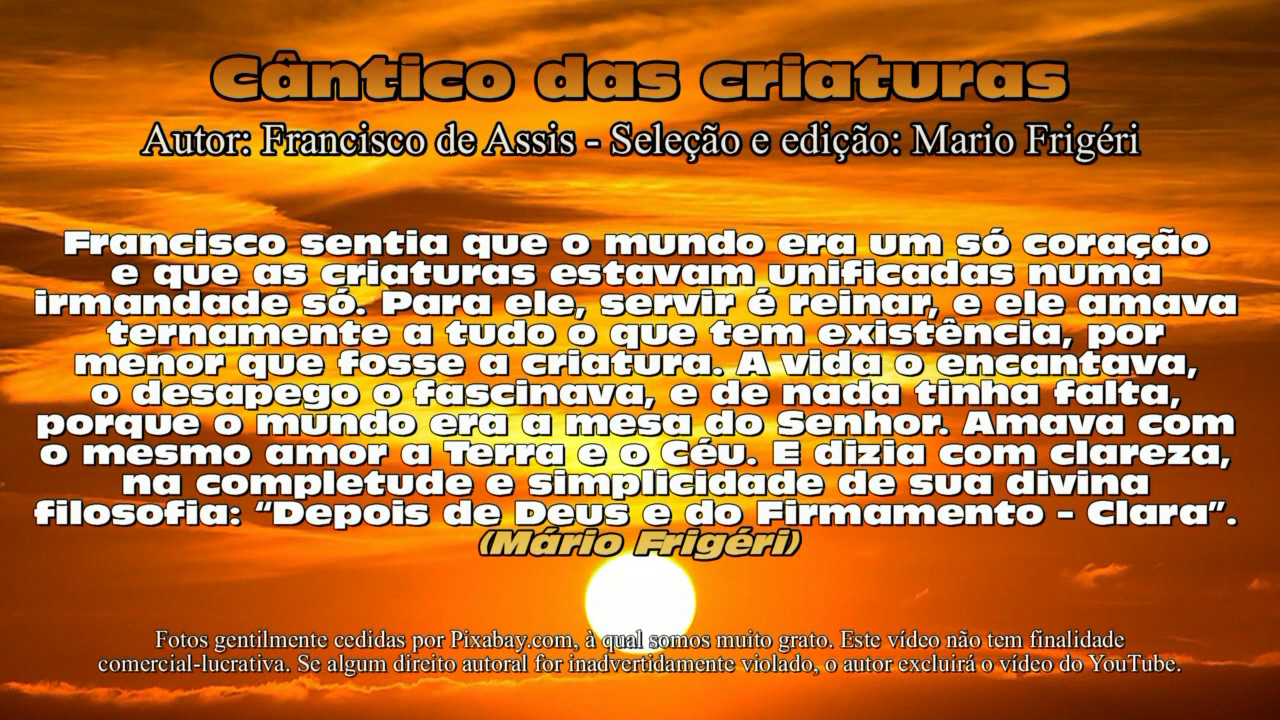 Cântico das criaturas
Autor: Francisco de Assis - Seleção e edição: Mario Frigéri
Francisco sentia que o mundo era um só coração
e que as criaturas estavam unificadas numa
irmandade só. Para ele, servir é reinar, e ele amava
ternamente a tudo o que tem existência, por
menor que fosse a criatura. A vida o encantava,
o desapego o fascinava, e de nada tinha falta,
porque o mundo era a mesa do Senhor. Amava com
o mesmo amor a Terra e o Céu. E dizia com clareza,
na completude e simplicidade de sua divina
filosofia: “Depois de Deus e do Firmamento – Clara”.
(Mário Frigéri)
Fotos gentilmente cedidas por Pixabay.com, à qual somos muito grato. Este vídeo não tem finalidade
comercial-lucrativa. Se algum direito autoral for inadvertidamente violado, o autor excluirá o vídeo do YouTube.